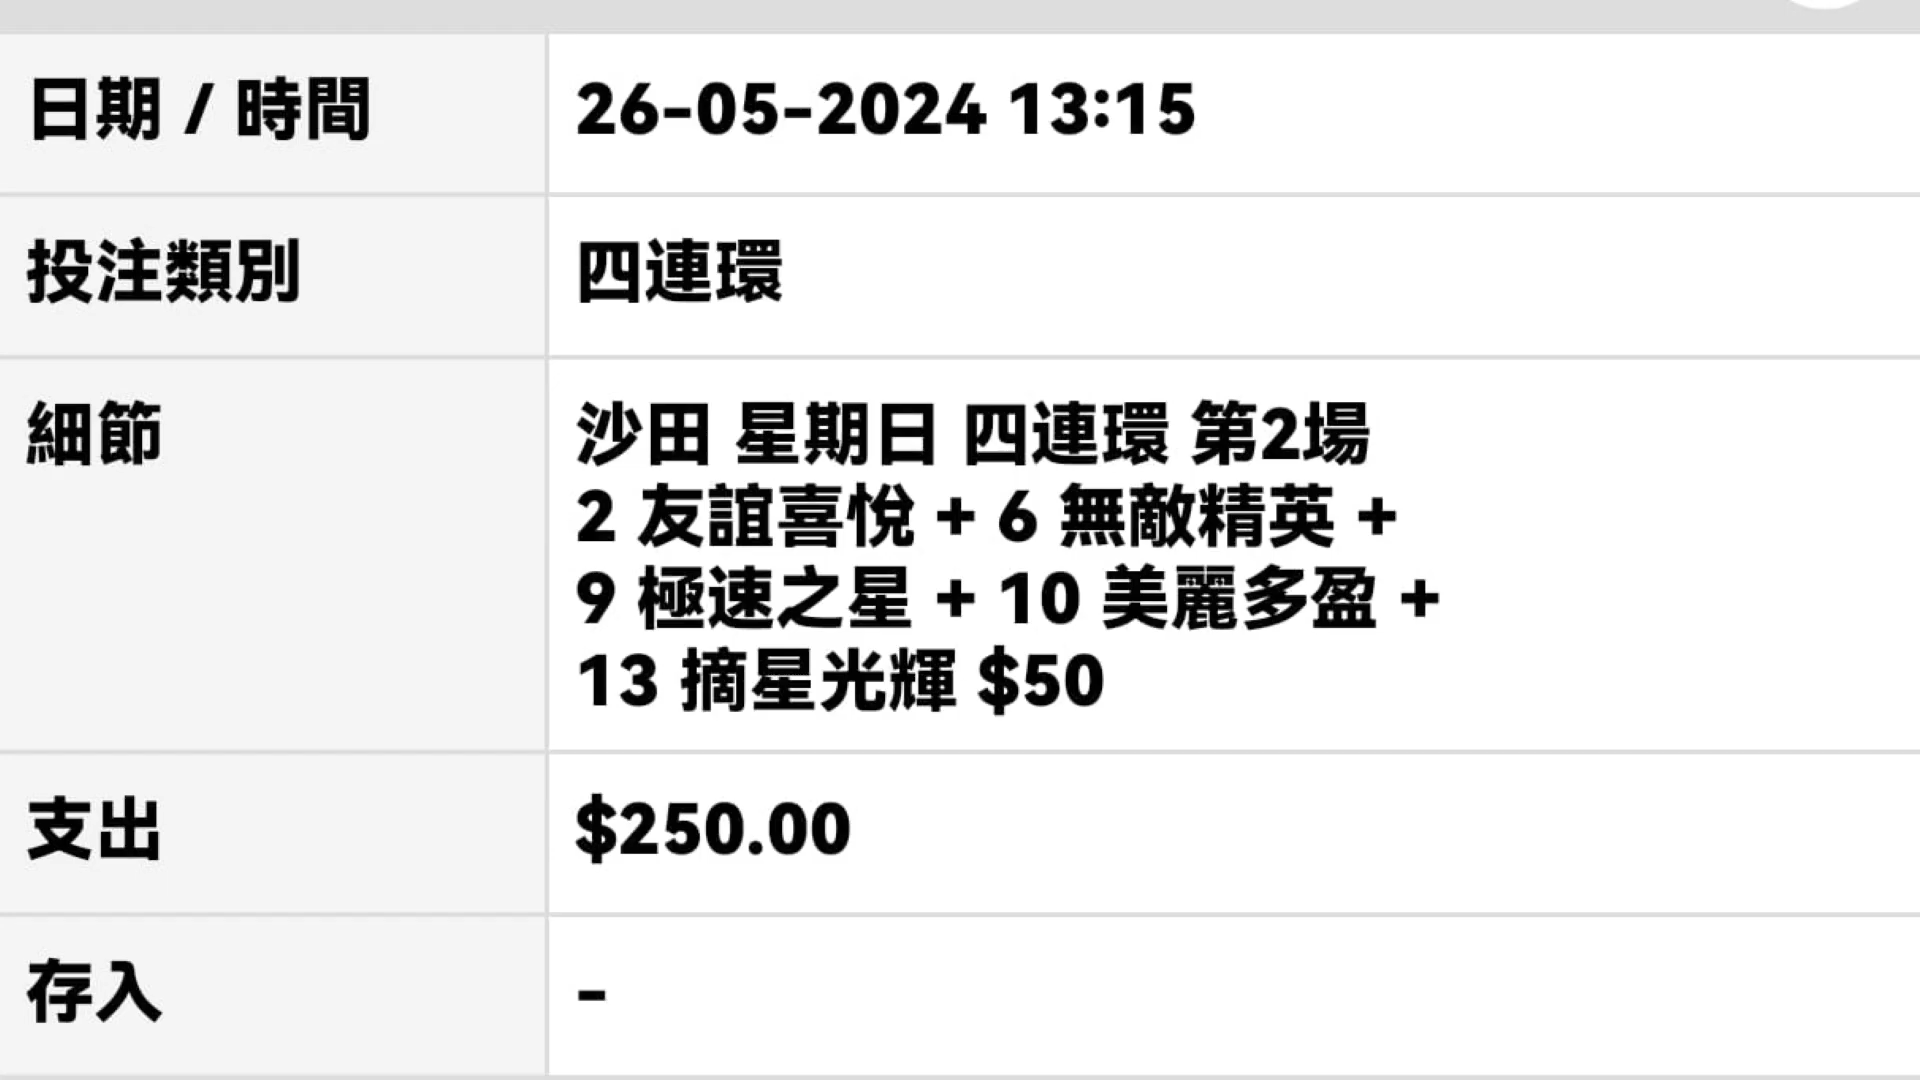 日期 / 時間
26-05-2024 13:15
投注類別
四連環
細節
沙田 星期日 四連環 第2場
2 友誼喜悅 + 6 無敵精英 +
9 極速之星 + 10 美麗多盈 +
13 摘星光輝 $50
支出
$250.00
存入
-